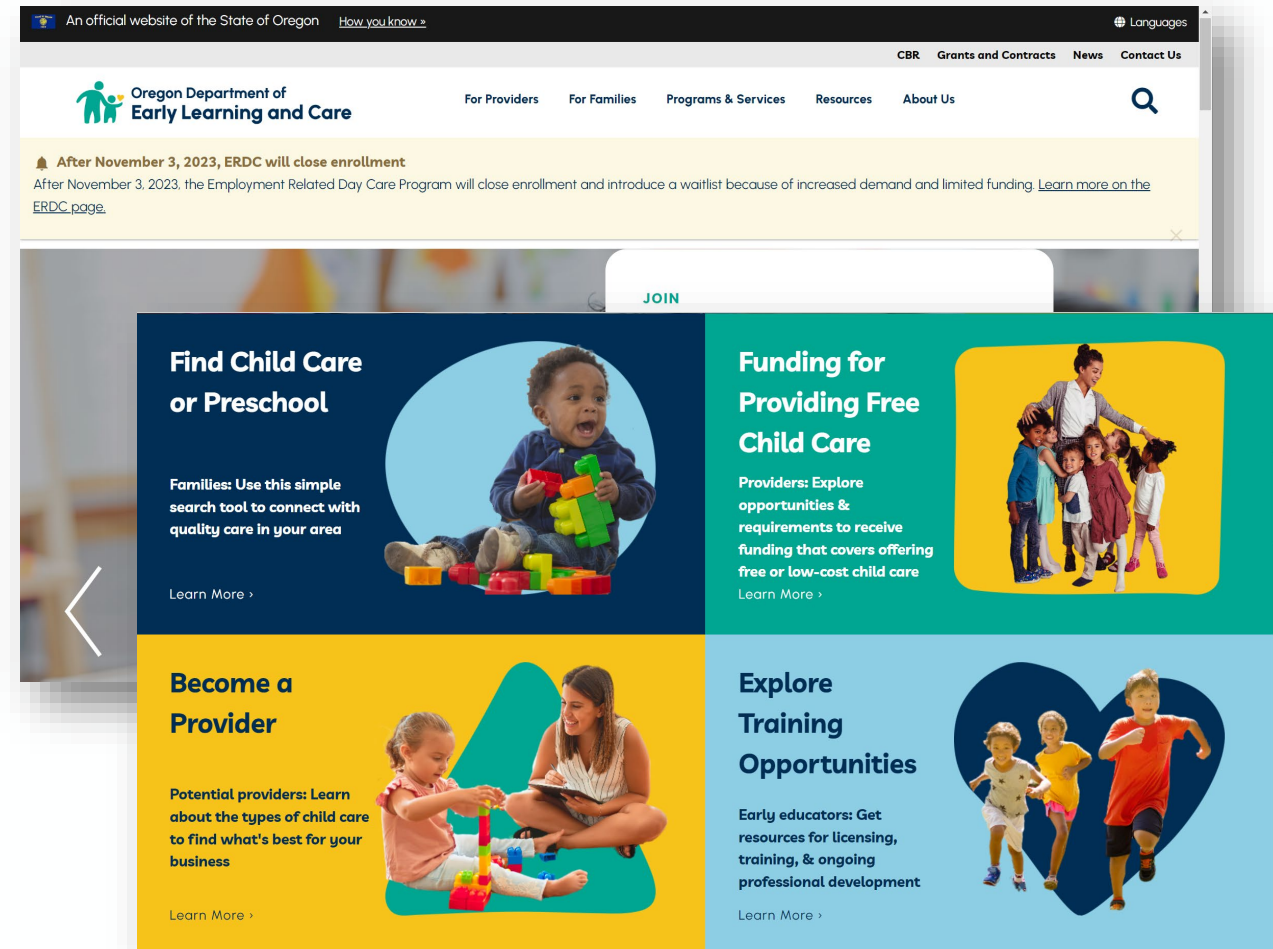 An official website of the State of Oregon How you know »
Languages
CBR Grants and Contracts News Contact Us
Oregon Department of
Early Learning and Care
For Providers For Families Programs & Services Resources About Us
After November 3, 2023, ERDC will close enrollment
After November 3, 2023, the Employment Related Day Care Program will close enrollment and introduce a waitlist because of increased demand and limited funding. Learn more on the
ERDC page.
JOIN
Find Child Care
or Preschool
Families: Use this simple
search tool to connect with
quality care in your area
Learn More ›
Funding for
Providing Free
Child Care
Providers: Explore
opportunities &
requirements to receive
funding that covers offering
free or low-cost child care
Learn More ›
Become a
Provider
Potential providers: Learn
about the types of child care
to find what's best for your
business
Learn More ›
Explore
Training
Opportunities
Early educators: Get
resources for licensing,
training, & ongoing
professional development
Learn More ›